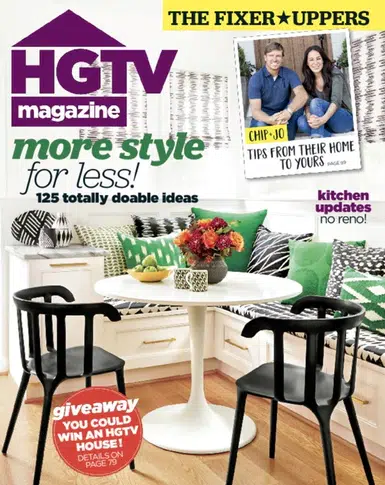 THE FIXER★UPPERS
HGTV
magazine
CHIP + JO
TIPS FROM THEIR HOME
TO YOURS
more style
for less!
125 totally doable ideas
kitchen
updates
no reno!
giveaway
YOU COULD
WIN AN HGTV
HOUSE!
DETAILS ON
PAGE 79